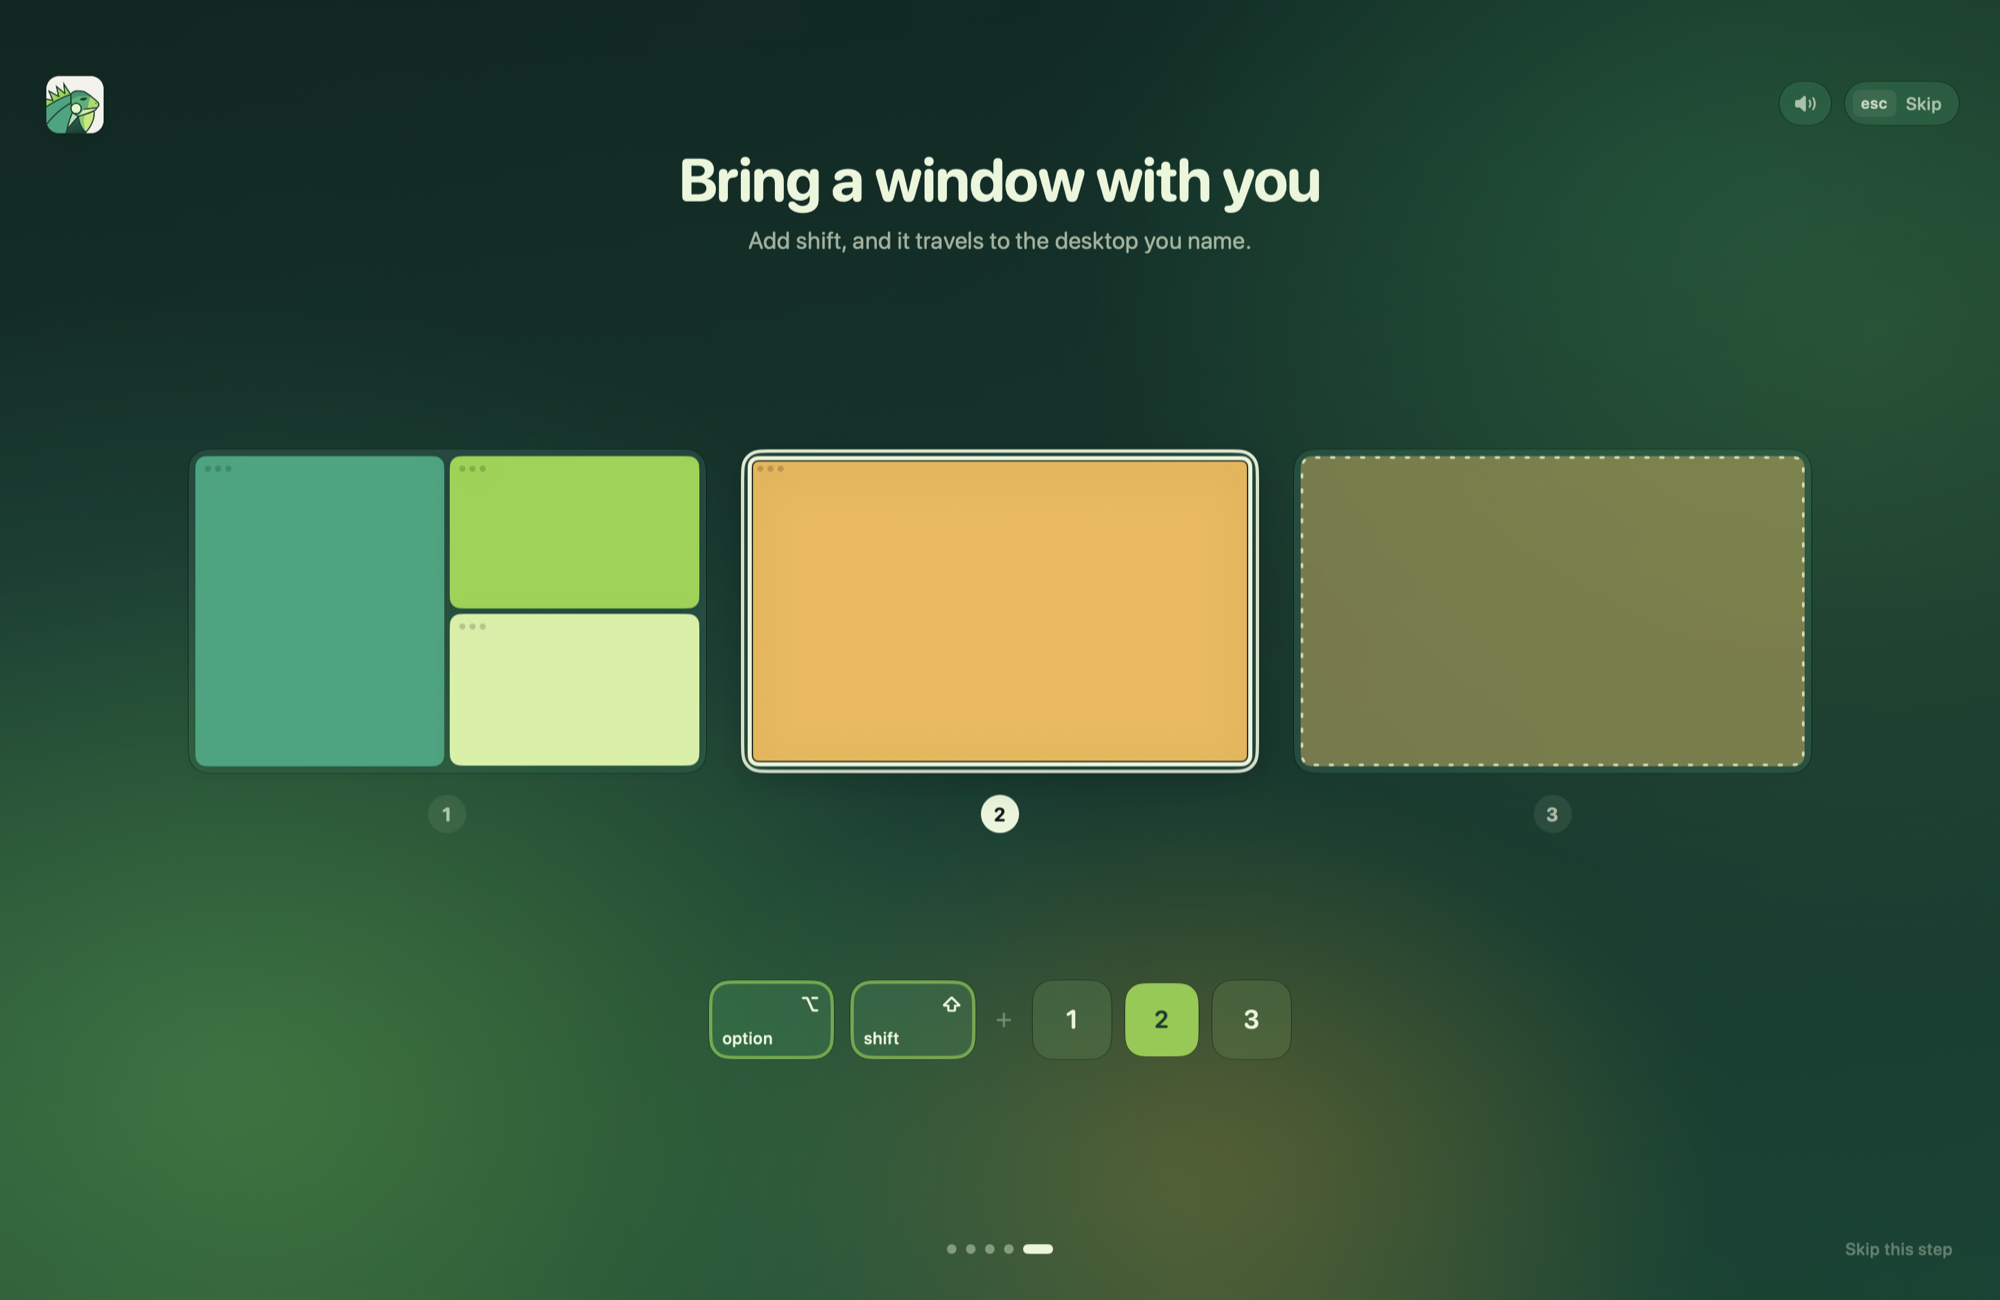 esc Skip
Bring a window with you
Add shift, and it travels to the desktop you name.
1
2
3
option
shift
+
1
2
3
Skip this step